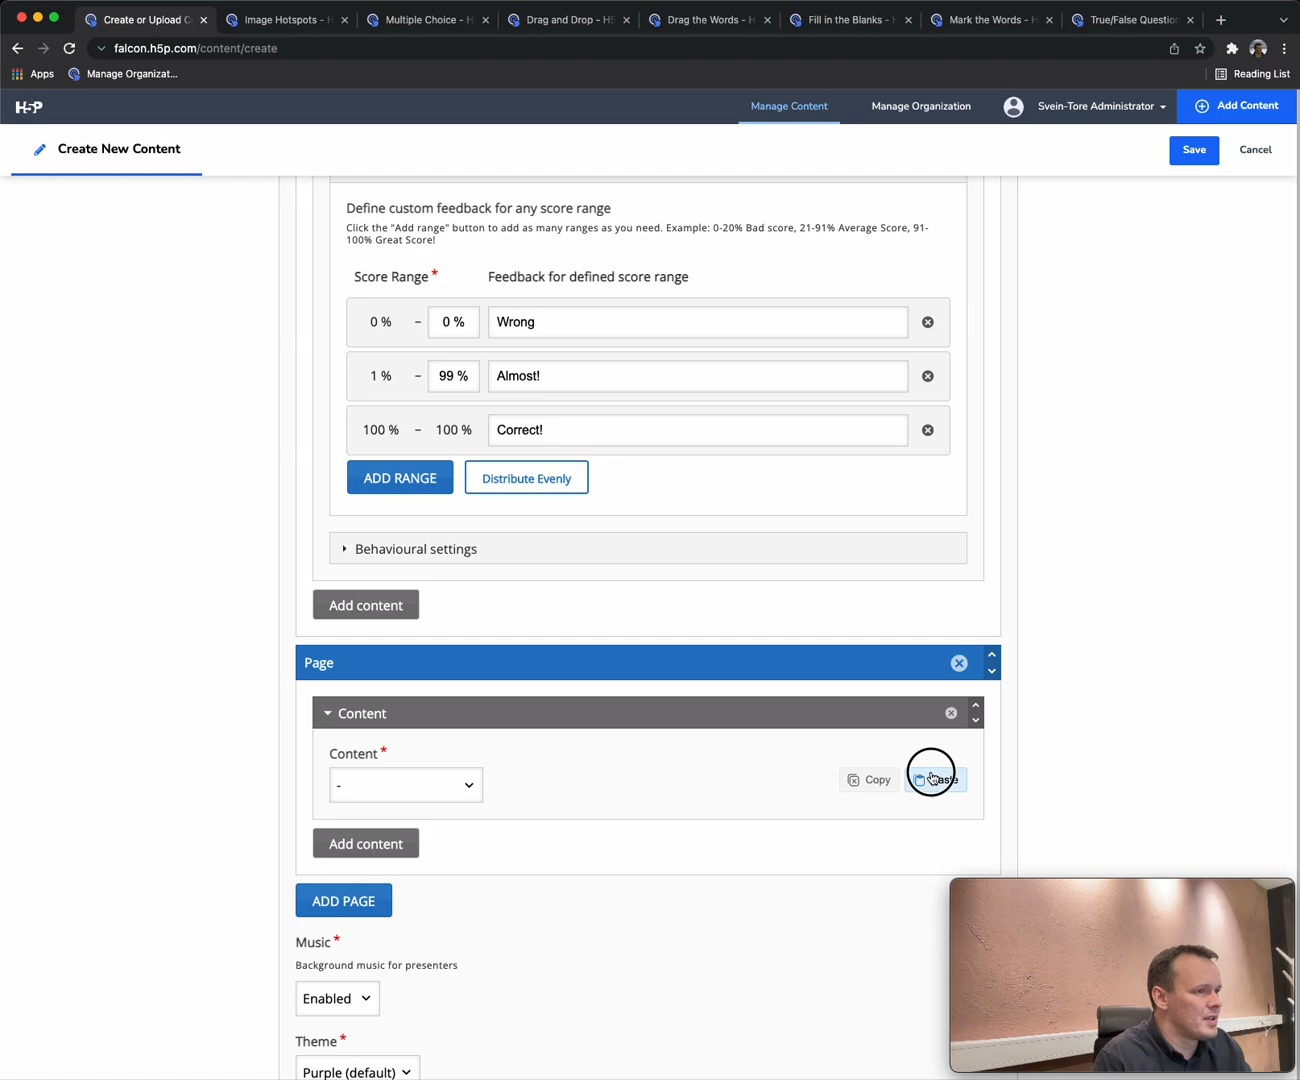 Create or Upload C
Image Hotspots - H
Multiple Choice - H
Drag and Drop - H5
Drag the Words - H
Fill in the Blanks - H
Mark the Words - H
True/False Question
falcon.h5p.com/content/create
Apps
Manage Organizat...
Reading List
H5P
Manage Content
Manage Organization
Svein-Tore Administrator
Add Content
Create New Content
Save
Cancel
Define custom feedback for any score range
Click the "Add range" button to add as many ranges as you need. Example: 0-20% Bad score, 21-91% Average Score, 91-
100% Great Score!
Score Range *
Feedback for defined score range
0 % – 0 % Wrong
1 % – 99 % Almost!
100 % – 100 % Correct!
ADD RANGE
Distribute Evenly
Behavioural settings
Add content
Page
Content
Content *
-
Copy
Add content
ADD PAGE
Music *
Background music for presenters
Enabled
Theme *
Purple (default)